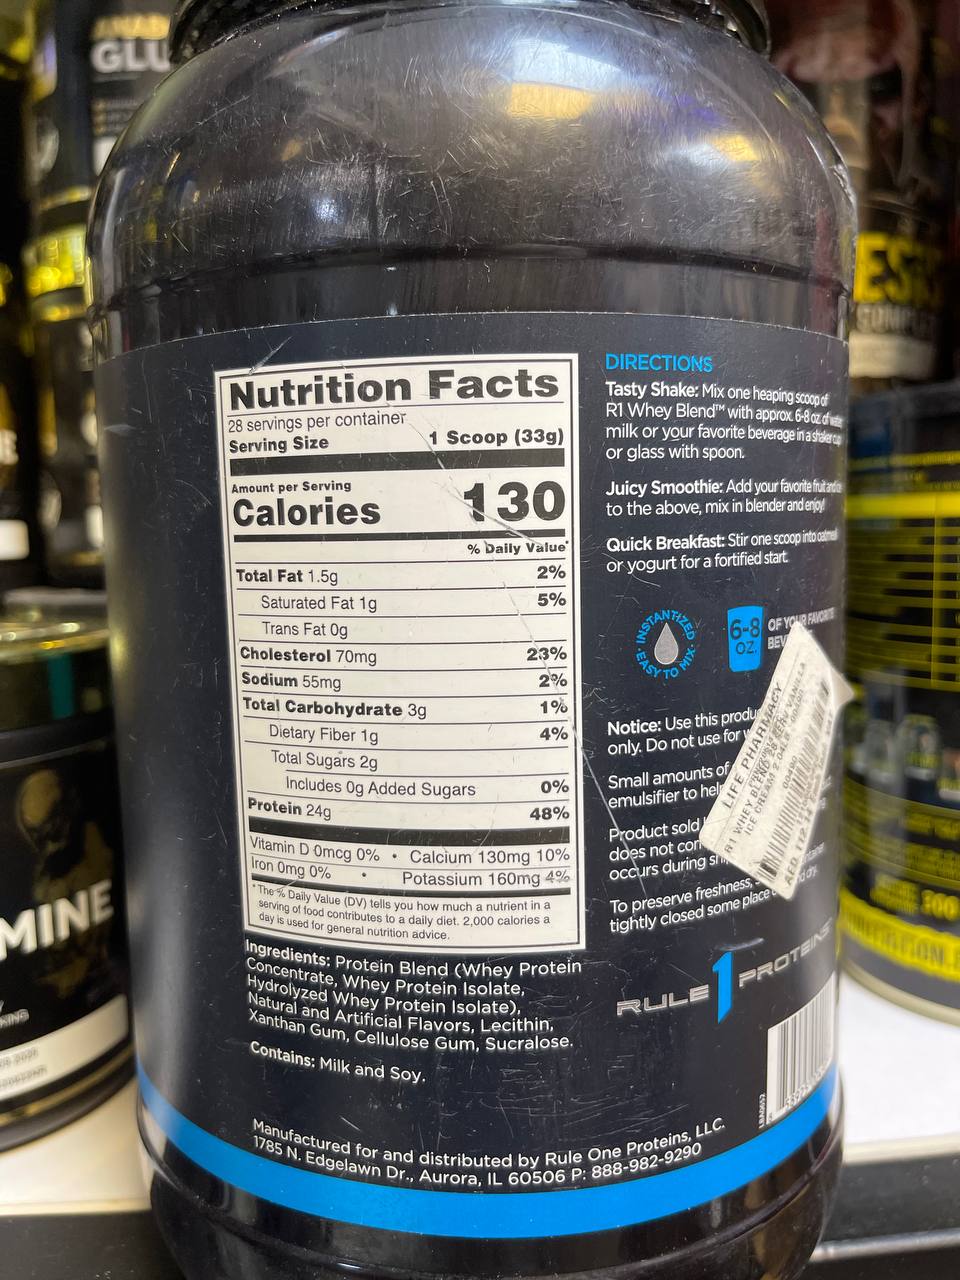 GLU
ESTR
COMPLEX
MINE
Nutrition Facts
28 servings per container
Serving Size 1 Scoop (33g)
Amount per Serving
Calories 130
% Daily Value*
Total Fat 1.5g 2%
Saturated Fat 1g 5%
Trans Fat 0g
Cholesterol 70mg 23%
Sodium 55mg 2%
Total Carbohydrate 3g 1%
Dietary Fiber 1g 4%
Total Sugars 2g
Includes 0g Added Sugars 0%
Protein 24g 48%
Vitamin D 0mcg 0% • Calcium 130mg 10%
Iron 0mg 0% • Potassium 160mg 4%
*The % Daily Value (DV) tells you how much a nutrient in a
serving of food contributes to a daily diet. 2,000 calories a
day is used for general nutrition advice.
Ingredients: Protein Blend (Whey Protein
Concentrate, Whey Protein Isolate,
Hydrolyzed Whey Protein Isolate),
Natural and Artificial Flavors, Lecithin,
Xanthan Gum, Cellulose Gum, Sucralose.
Contains: Milk and Soy.
Manufactured for and distributed by Rule One Proteins, LLC.
1785 N. Edgelawn Dr., Aurora, IL 60506 P: 888-982-9290
DIRECTIONS
Tasty Shake: Mix one heaping scoop of
R1 Whey Blend™ with approx. 6-8 oz. of water
milk or your favorite beverage in a shaker cup
or glass with spoon.
Juicy Smoothie: Add your favorite fruit and ice
to the above, mix in blender and enjoy!
Quick Breakfast: Stir one scoop into oatmeal
or yogurt for a fortified start.
INSTANTIZED
• EASY TO MIX •
6-8
OZ.
OF YOUR FAVORITE
BEV
Notice: Use this produ
only. Do not use for
Small amounts of
emulsifier to hel
Product sold
does not con
occurs during sh
To preserve freshness,
tightly closed some place
LIFE PHARMACY
R1 WHEY BLEND 28 SERV VANILLA
ICE CREAM 2
RULE 1 PROTEINS